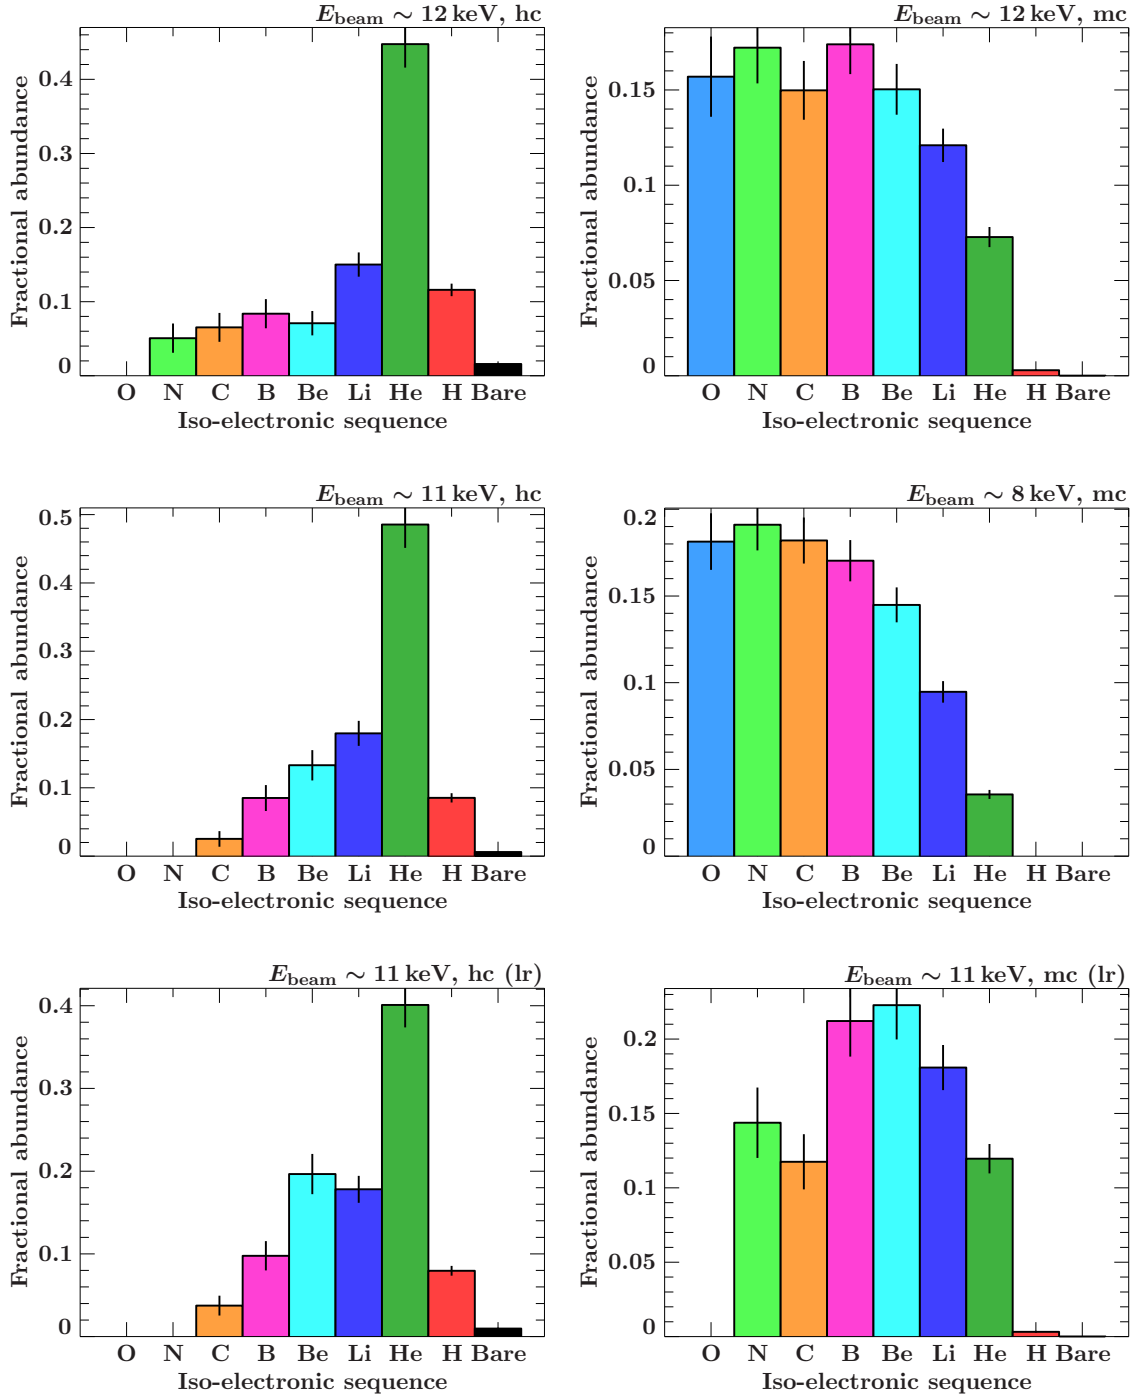 E_beam ∼ 12 keV, hc
Fractional abundance
0.4
0.3
0.2
0.1
0
O N C B Be Li He H Bare
Iso-electronic sequence
E_beam ∼ 12 keV, mc
Fractional abundance
0.15
0.1
0.05
0
O N C B Be Li He H Bare
Iso-electronic sequence
E_beam ∼ 11 keV, hc
Fractional abundance
0.5
0.4
0.3
0.2
0.1
0
O N C B Be Li He H Bare
Iso-electronic sequence
E_beam ∼ 8 keV, mc
Fractional abundance
0.2
0.15
0.1
0.05
0
O N C B Be Li He H Bare
Iso-electronic sequence
E_beam ∼ 11 keV, hc (lr)
Fractional abundance
0.4
0.3
0.2
0.1
0
O N C B Be Li He H Bare
Iso-electronic sequence
E_beam ∼ 11 keV, mc (lr)
Fractional abundance
0.2
0.15
0.1
0.05
0
O N C B Be Li He H Bare
Iso-electronic sequence